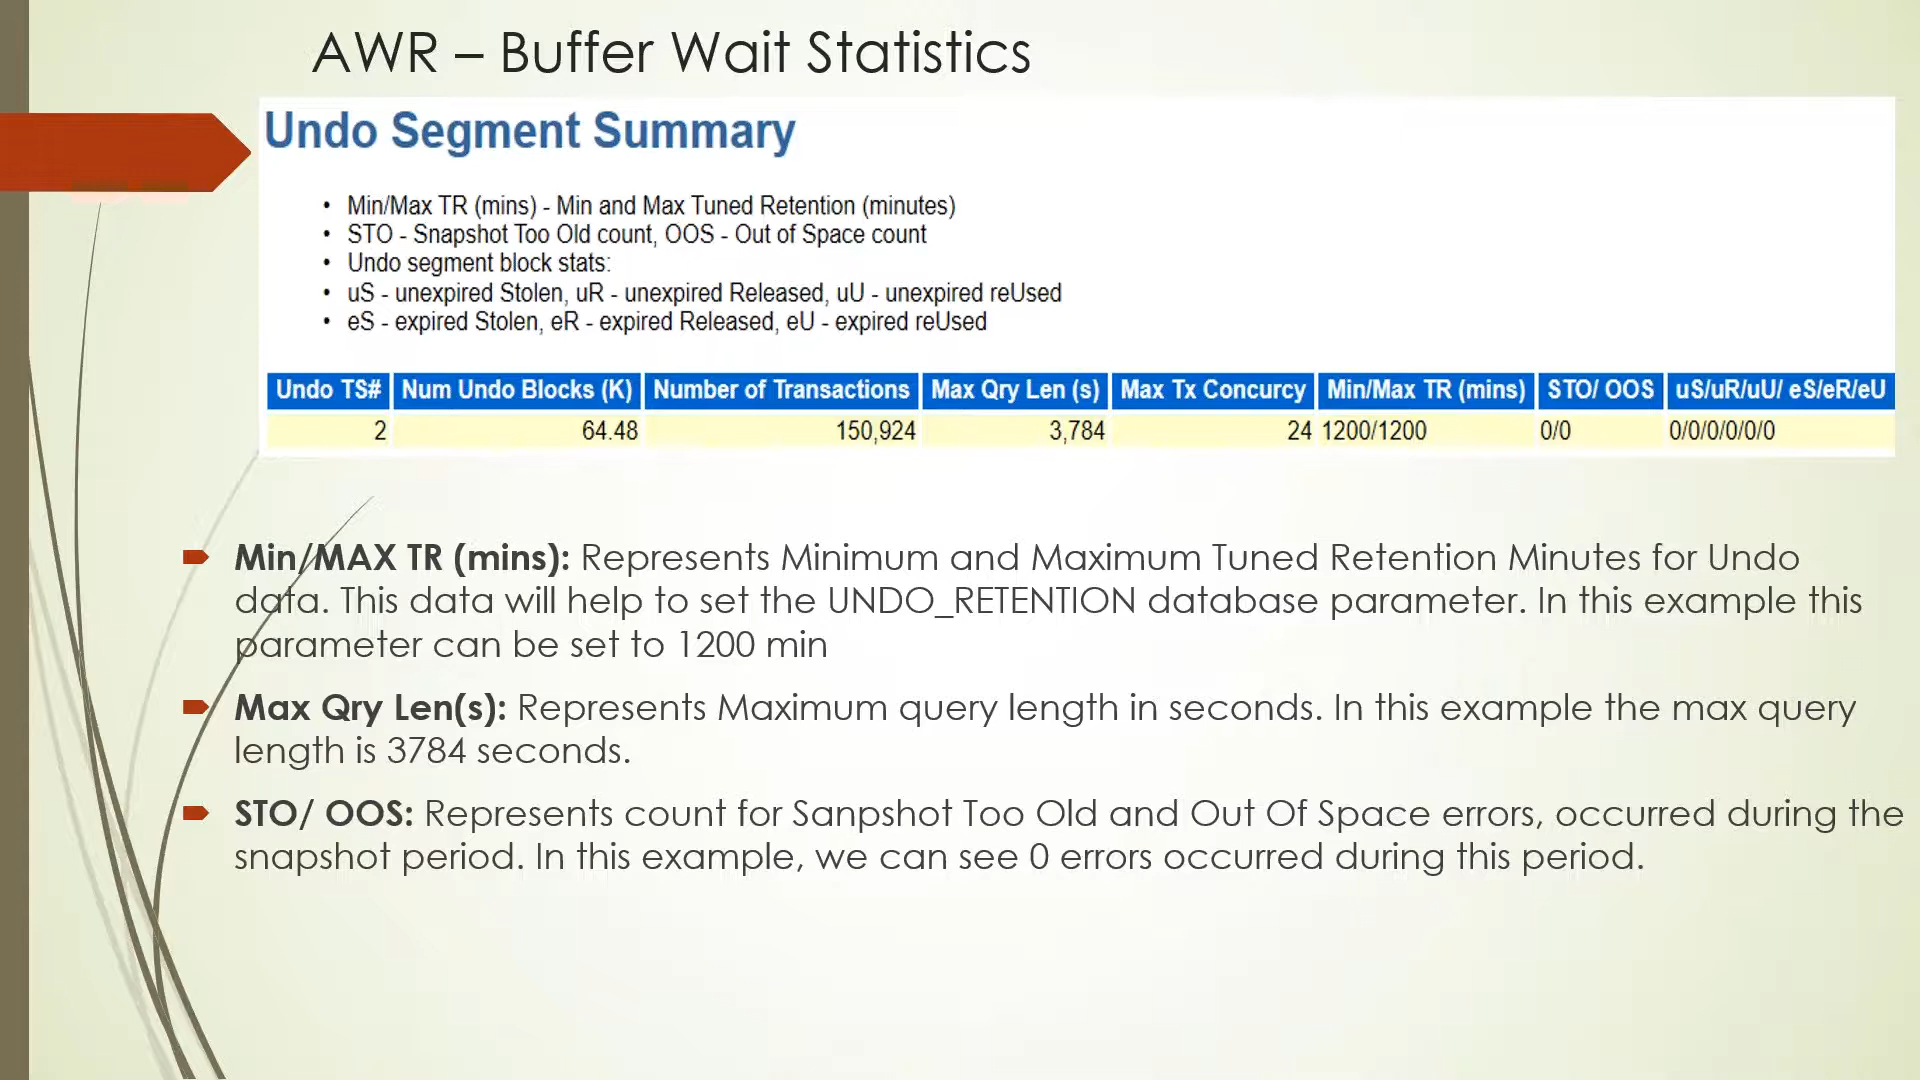 AWR – Buffer Wait Statistics
Undo Segment Summary
• Min/Max TR (mins) - Min and Max Tuned Retention (minutes)
• STO - Snapshot Too Old count, OOS - Out of Space count
• Undo segment block stats:
• uS - unexpired Stolen, uR - unexpired Released, uU - unexpired reUsed
• eS - expired Stolen, eR - expired Released, eU - expired reUsed
Undo TS# Num Undo Blocks (K) Number of Transactions Max Qry Len (s) Max Tx Concurcy Min/Max TR (mins) STO/ OOS uS/uR/uU/ eS/eR/eU
2 64.48 150,924 3,784 24 1200/1200 0/0 0/0/0/0/0/0
Min/MAX TR (mins): Represents Minimum and Maximum Tuned Retention Minutes for Undo
data. This data will help to set the UNDO_RETENTION database parameter. In this example this
parameter can be set to 1200 min
Max Qry Len(s): Represents Maximum query length in seconds. In this example the max query
length is 3784 seconds.
STO/ OOS: Represents count for Sanpshot Too Old and Out Of Space errors, occurred during the
snapshot period. In this example, we can see 0 errors occurred during this period.